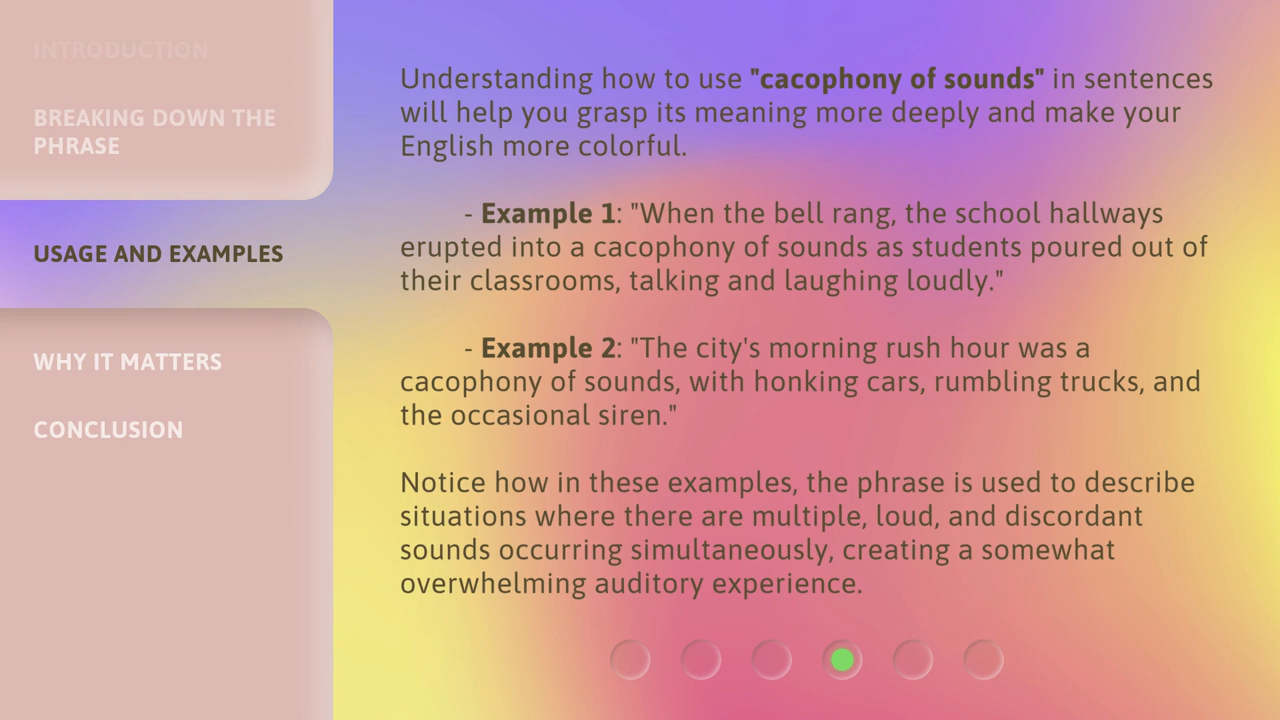 INTRODUCTION
BREAKING DOWN THE
PHRASE
USAGE AND EXAMPLES
WHY IT MATTERS
CONCLUSION
Understanding how to use "cacophony of sounds" in sentences
will help you grasp its meaning more deeply and make your
English more colorful.
- Example 1: "When the bell rang, the school hallways
erupted into a cacophony of sounds as students poured out of
their classrooms, talking and laughing loudly."
- Example 2: "The city's morning rush hour was a
cacophony of sounds, with honking cars, rumbling trucks, and
the occasional siren."
Notice how in these examples, the phrase is used to describe
situations where there are multiple, loud, and discordant
sounds occurring simultaneously, creating a somewhat
overwhelming auditory experience.